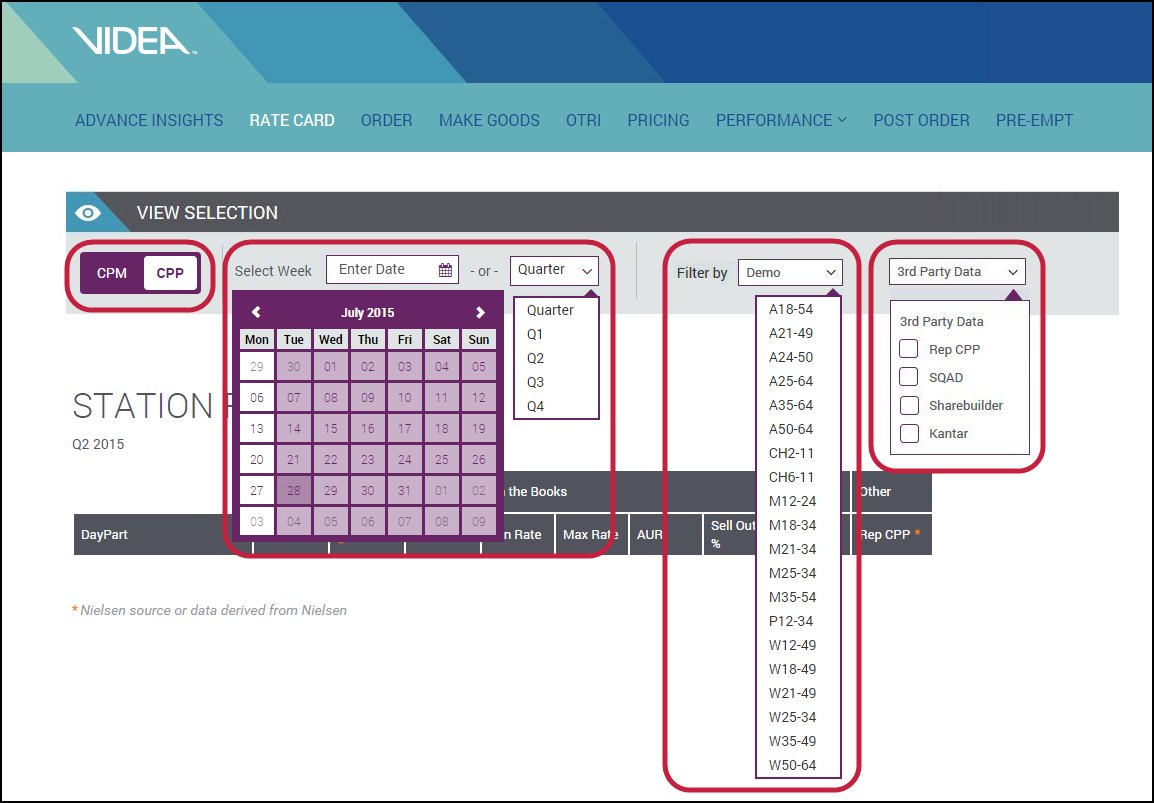 VIDEA™
ADVANCE INSIGHTS RATE CARD ORDER MAKE GOODS OTRI PRICING PERFORMANCE POST ORDER PRE-EMPT
VIEW SELECTION
CPM CPP
Select Week Enter Date - or - Quarter
Filter by Demo
3rd Party Data
July 2015
Mon Tue Wed Thu Fri Sat Sun
29 30 01 02 03 04 05
06 07 08 09 10 11 12
13 14 15 16 17 18 19
20 21 22 23 24 25 26
27 28 29 30 31 01 02
03 04 05 06 07 08 09
Quarter
Q1
Q2
Q3
Q4
A18-54
A21-49
A24-50
A25-64
A35-64
A50-64
CH2-11
CH6-11
M12-24
M18-34
M21-34
M25-34
M35-54
P12-34
W12-49
W18-49
W21-49
W25-34
W35-49
W50-64
3rd Party Data
Rep CPP
SQAD
Sharebuilder
Kantar
STATION
Q2 2015
the Books Other
DayPart Rate Max Rate AUR Sell Out % Rep CPP *
* Nielsen source or data derived from Nielsen